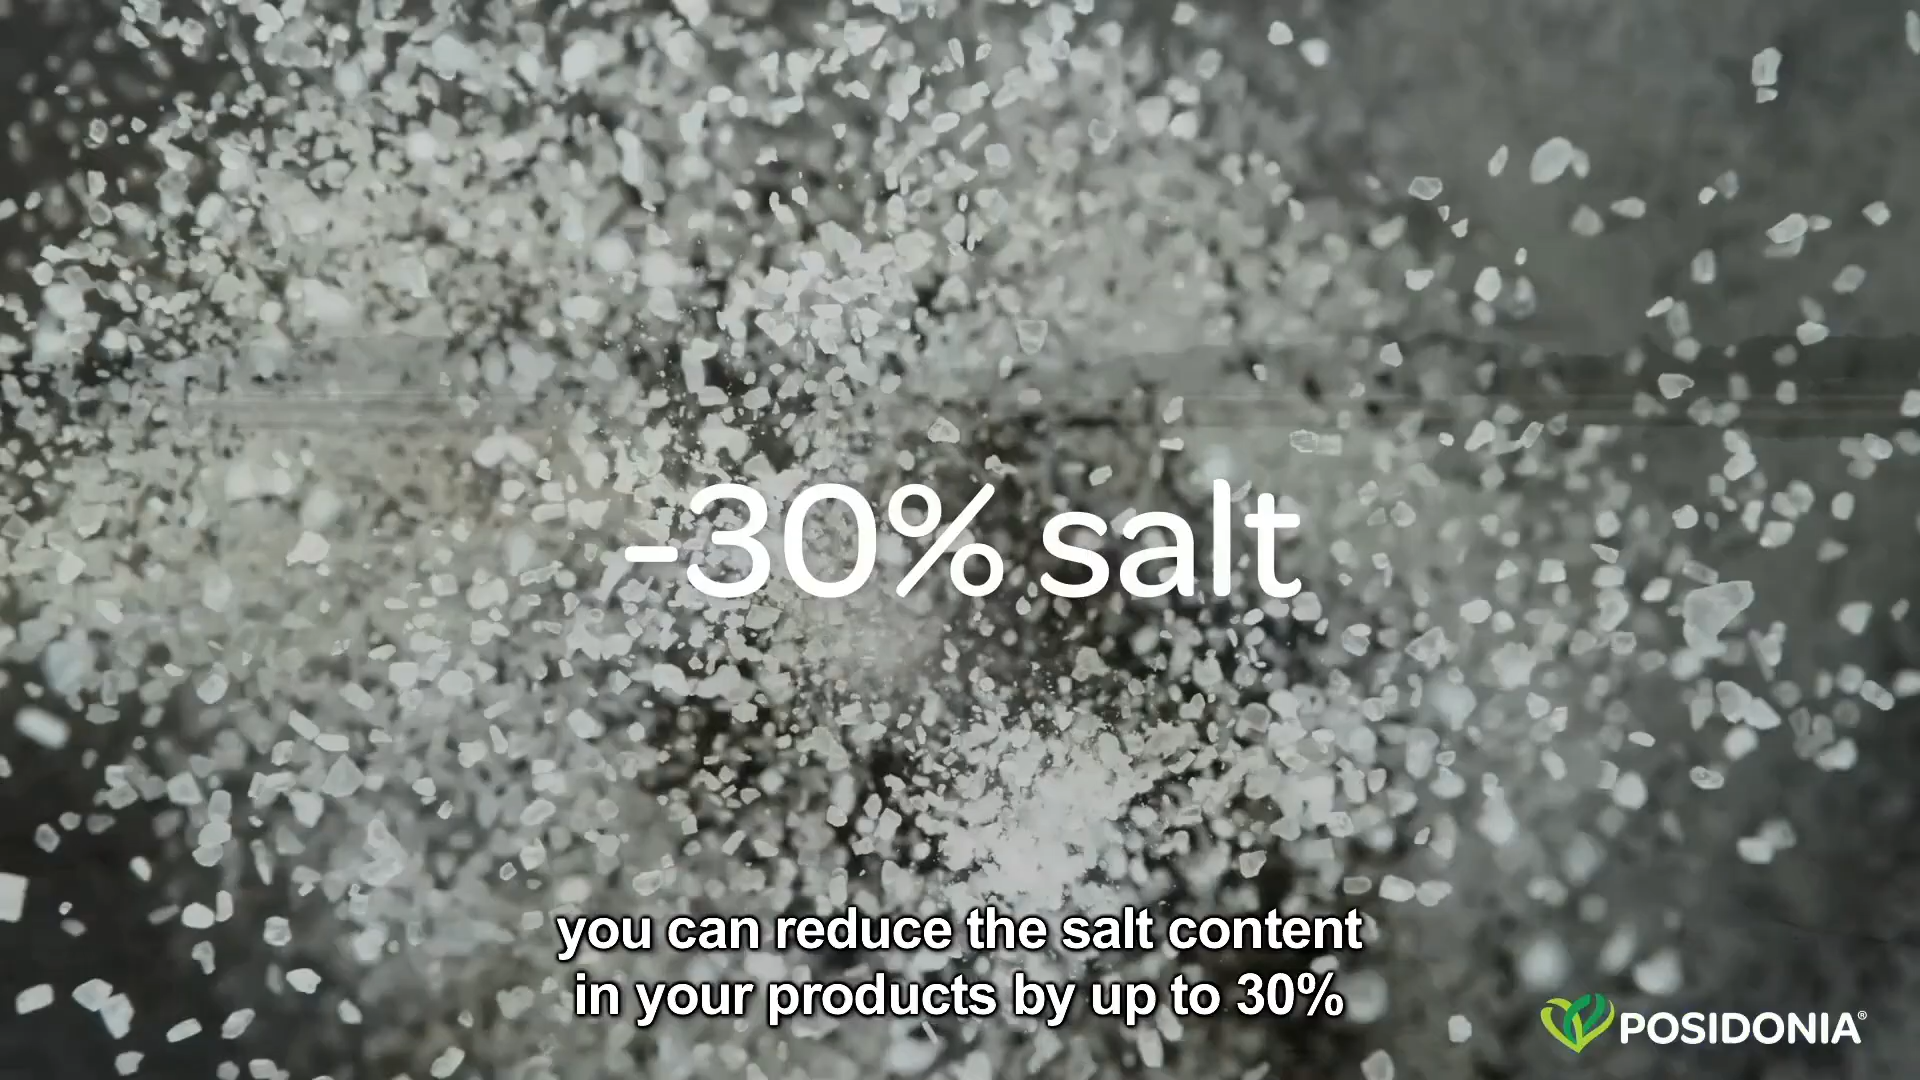 -30% salt
you can reduce the salt content
in your products by up to 30%
POSIDONIA®